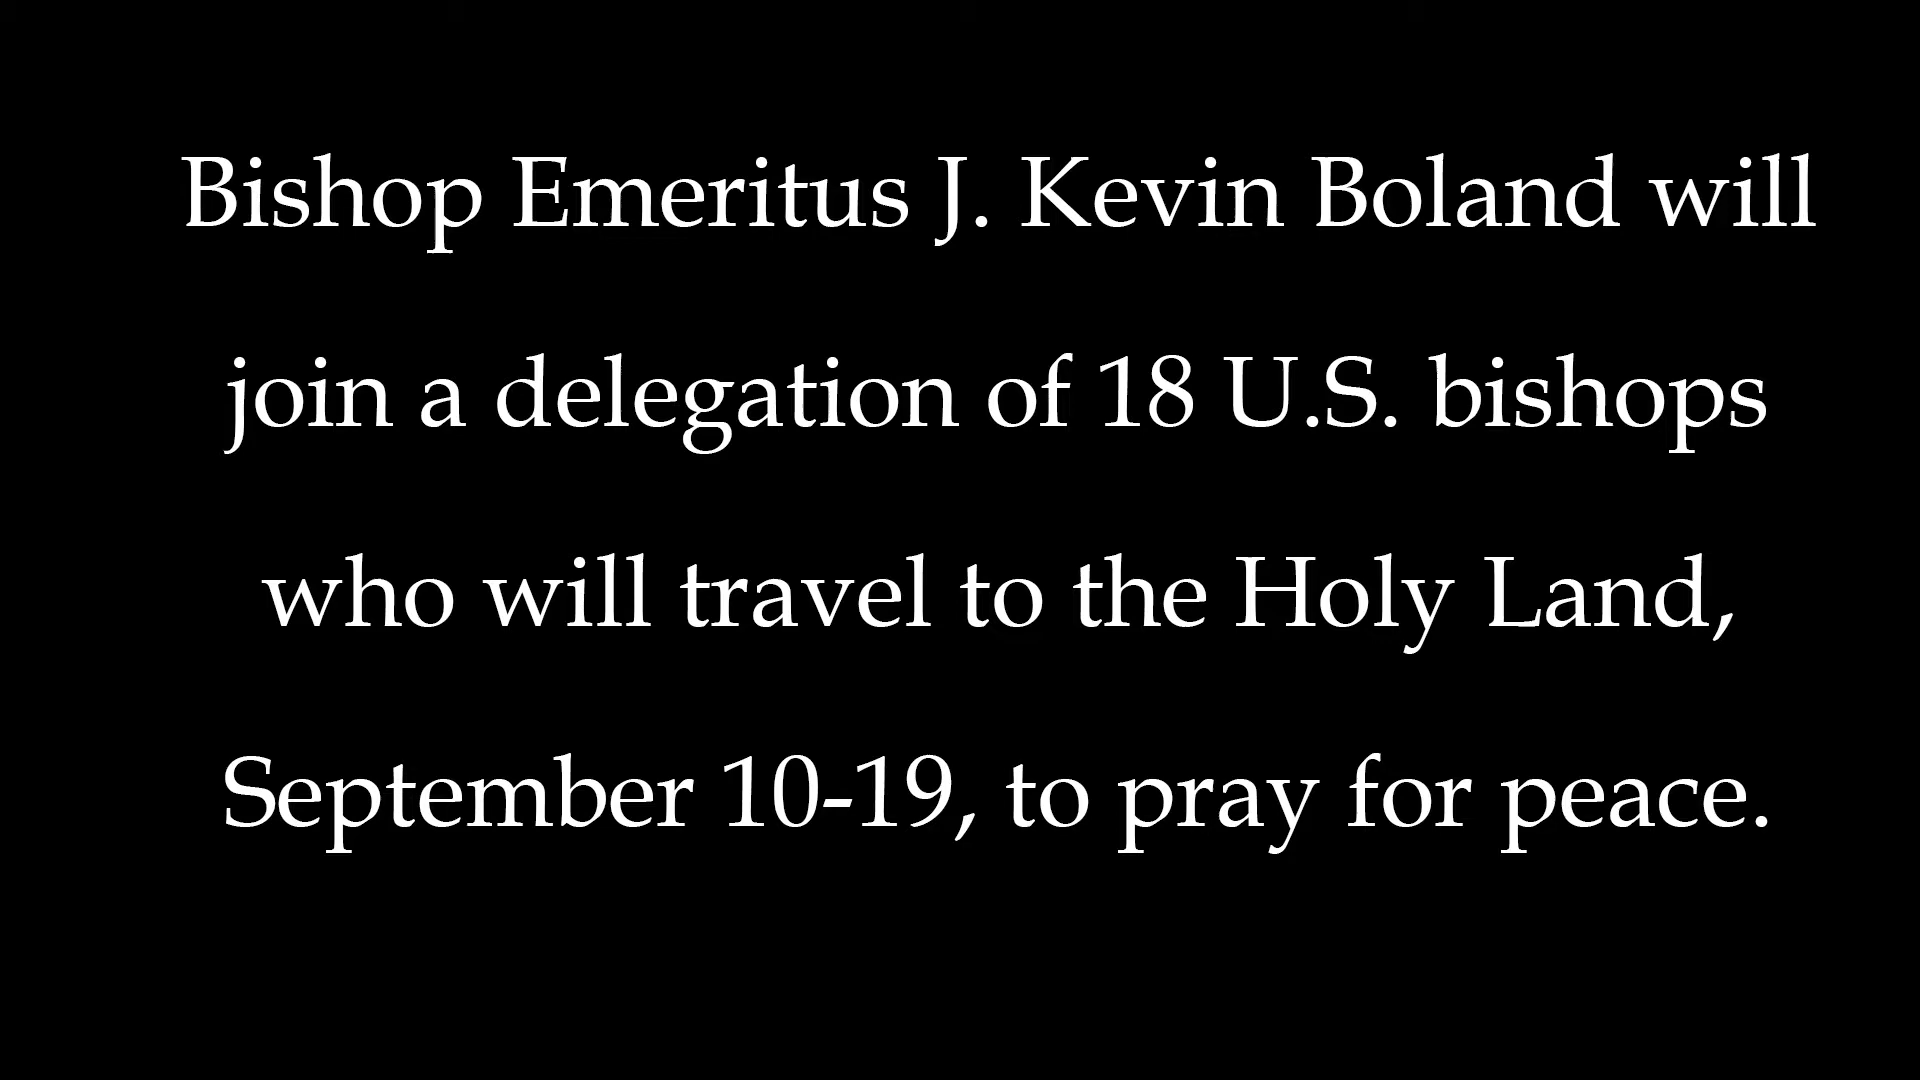 Bishop Emeritus J. Kevin Boland will
join a delegation of 18 U.S. bishops
who will travel to the Holy Land,
September 10-19, to pray for peace.